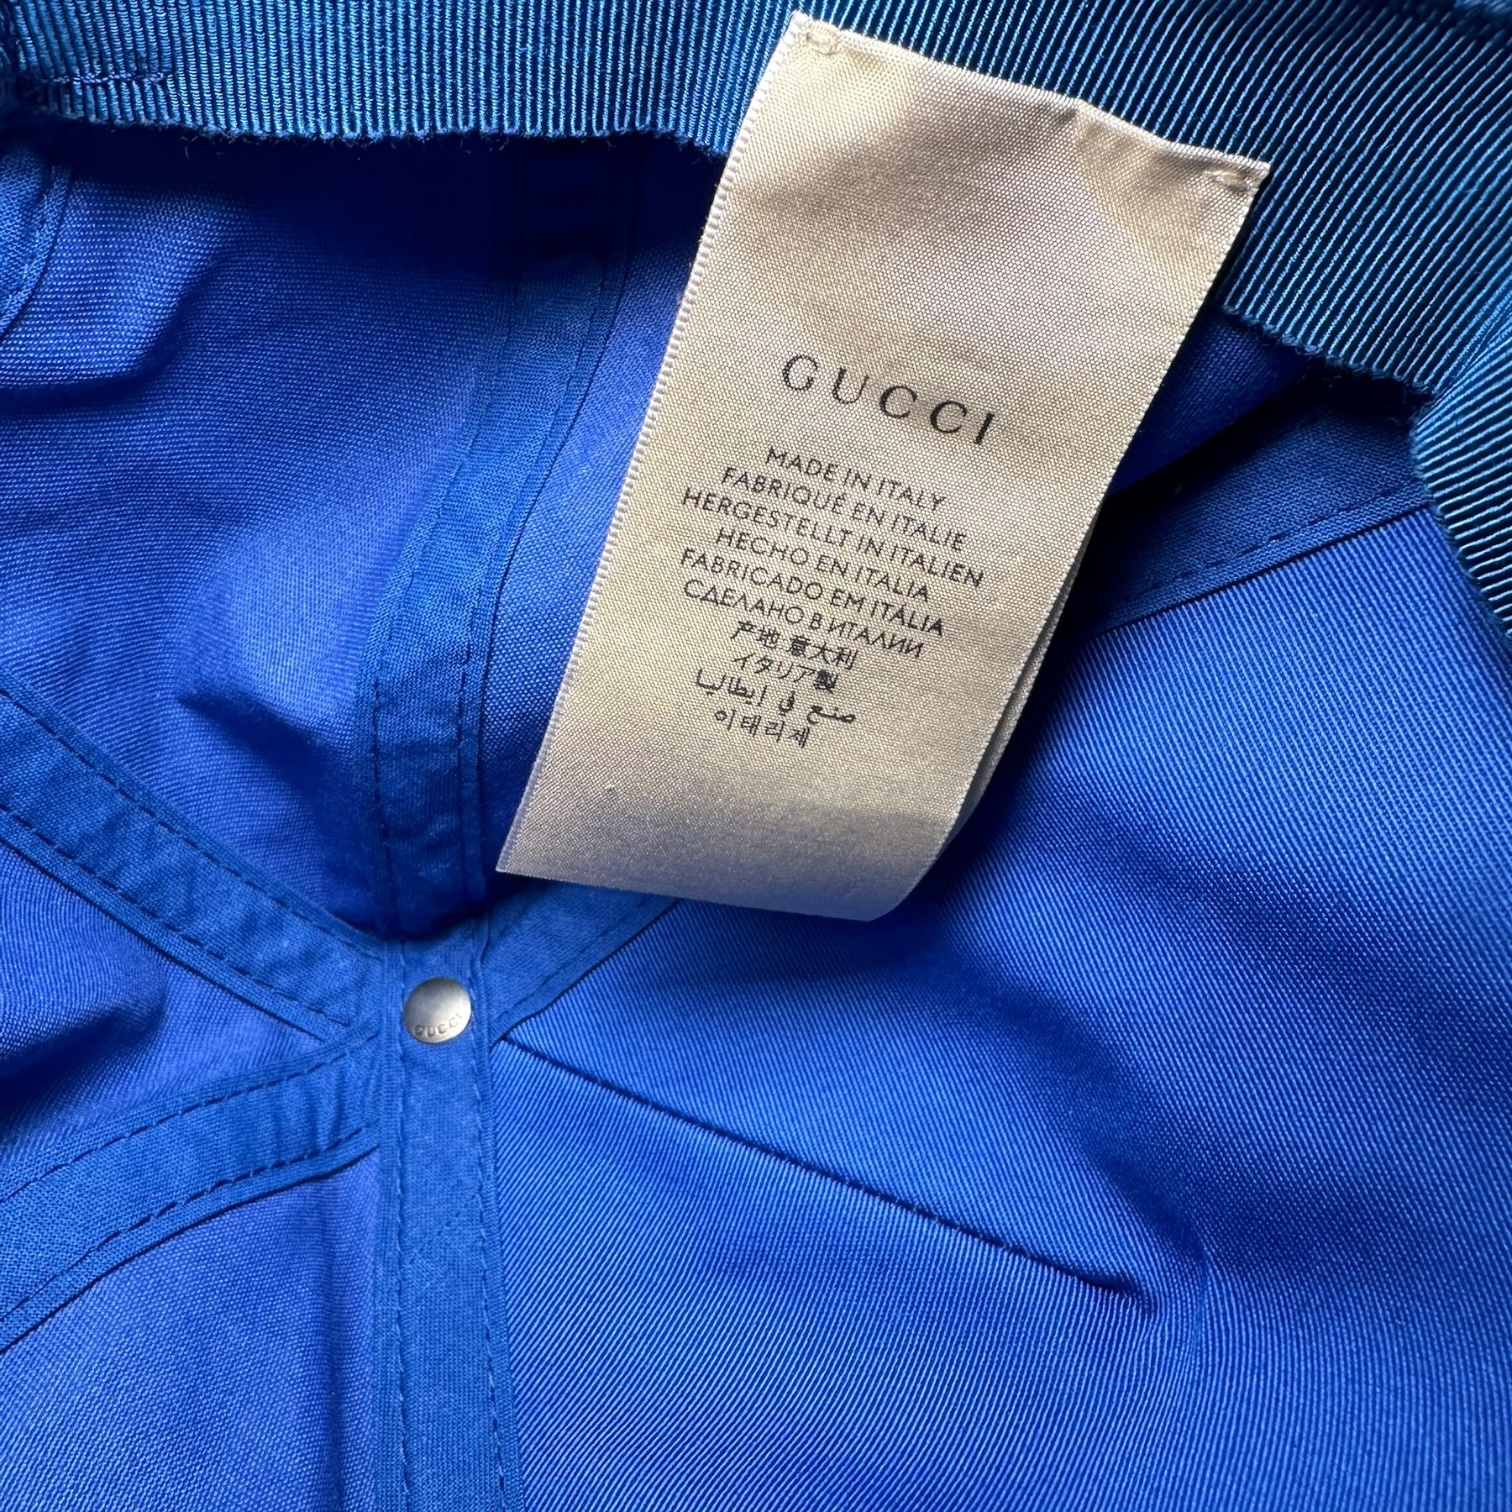 GUCCI
MADE IN ITALY
FABRIQUÉ EN ITALIE
HERGESTELLT IN ITALIEN
HECHO EN ITALIA
FABRICADO EM ITÁLIA
СДЕЛАНО В ИТАЛИИ
产地 意大利
イタリア製
صنع في إيطاليا
이태리제
GUCCI